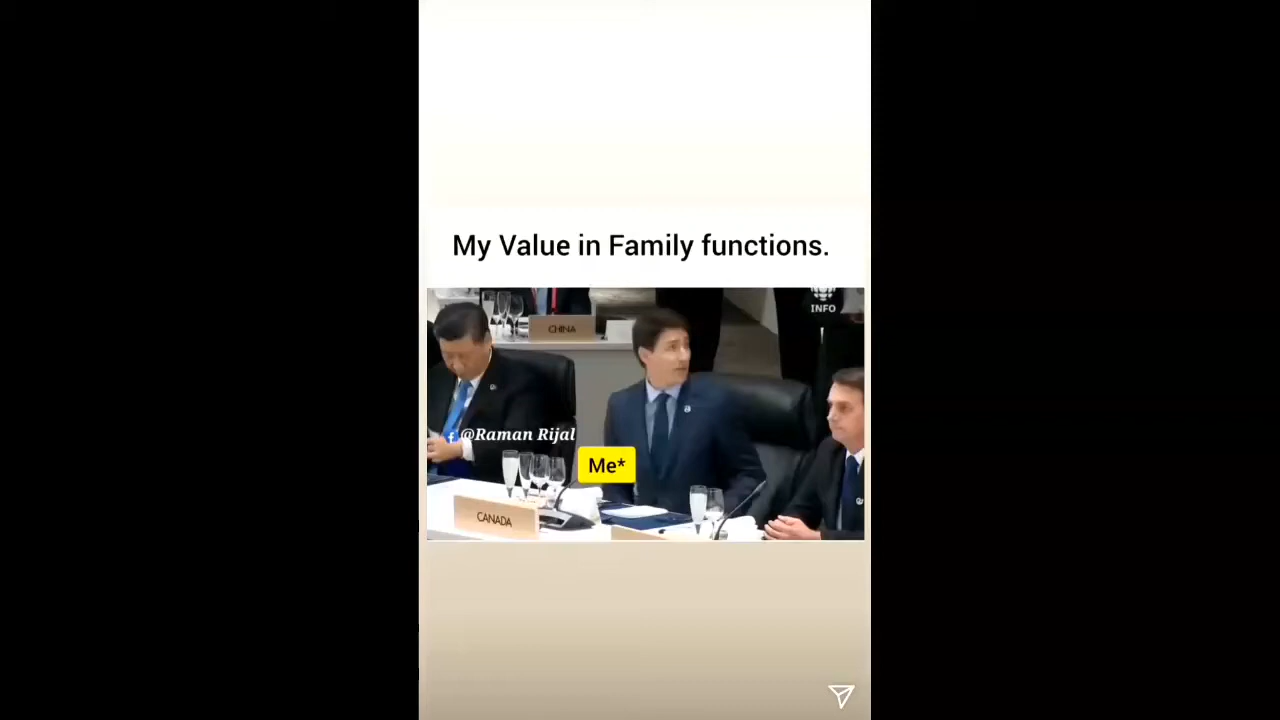 My Value in Family functions.
INFO
CHINA
@Raman Rijal
Me*
CANADA